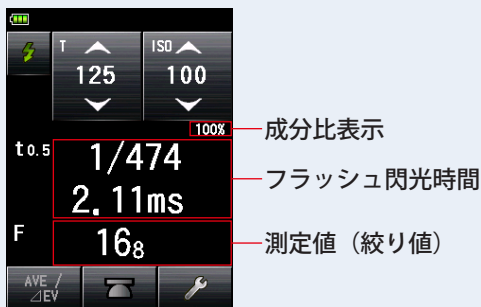 T
ISO
125
100
100%
成分比表示
t0.5
1/474
2.11ms
フラッシュ閃光時間
F
168
測定値（絞り値）
AVE /
⊿EV